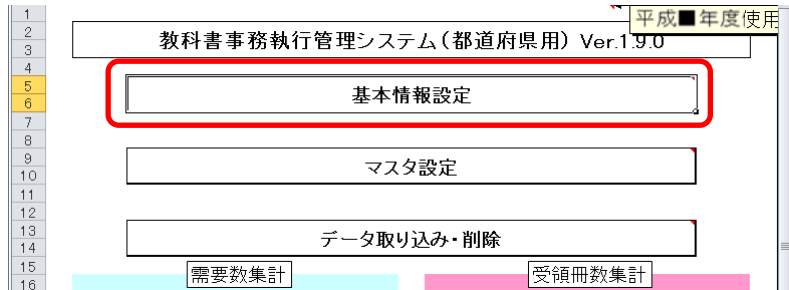 1
平成■年度使用
2
3
教科書事務執行管理システム(都道府県用) Ver.1.9.0
4
5
基本情報設定
6
7
8
9
マスタ設定
10
11
12
13
データ取り込み・削除
14
15
需要数集計 受領冊数集計
16